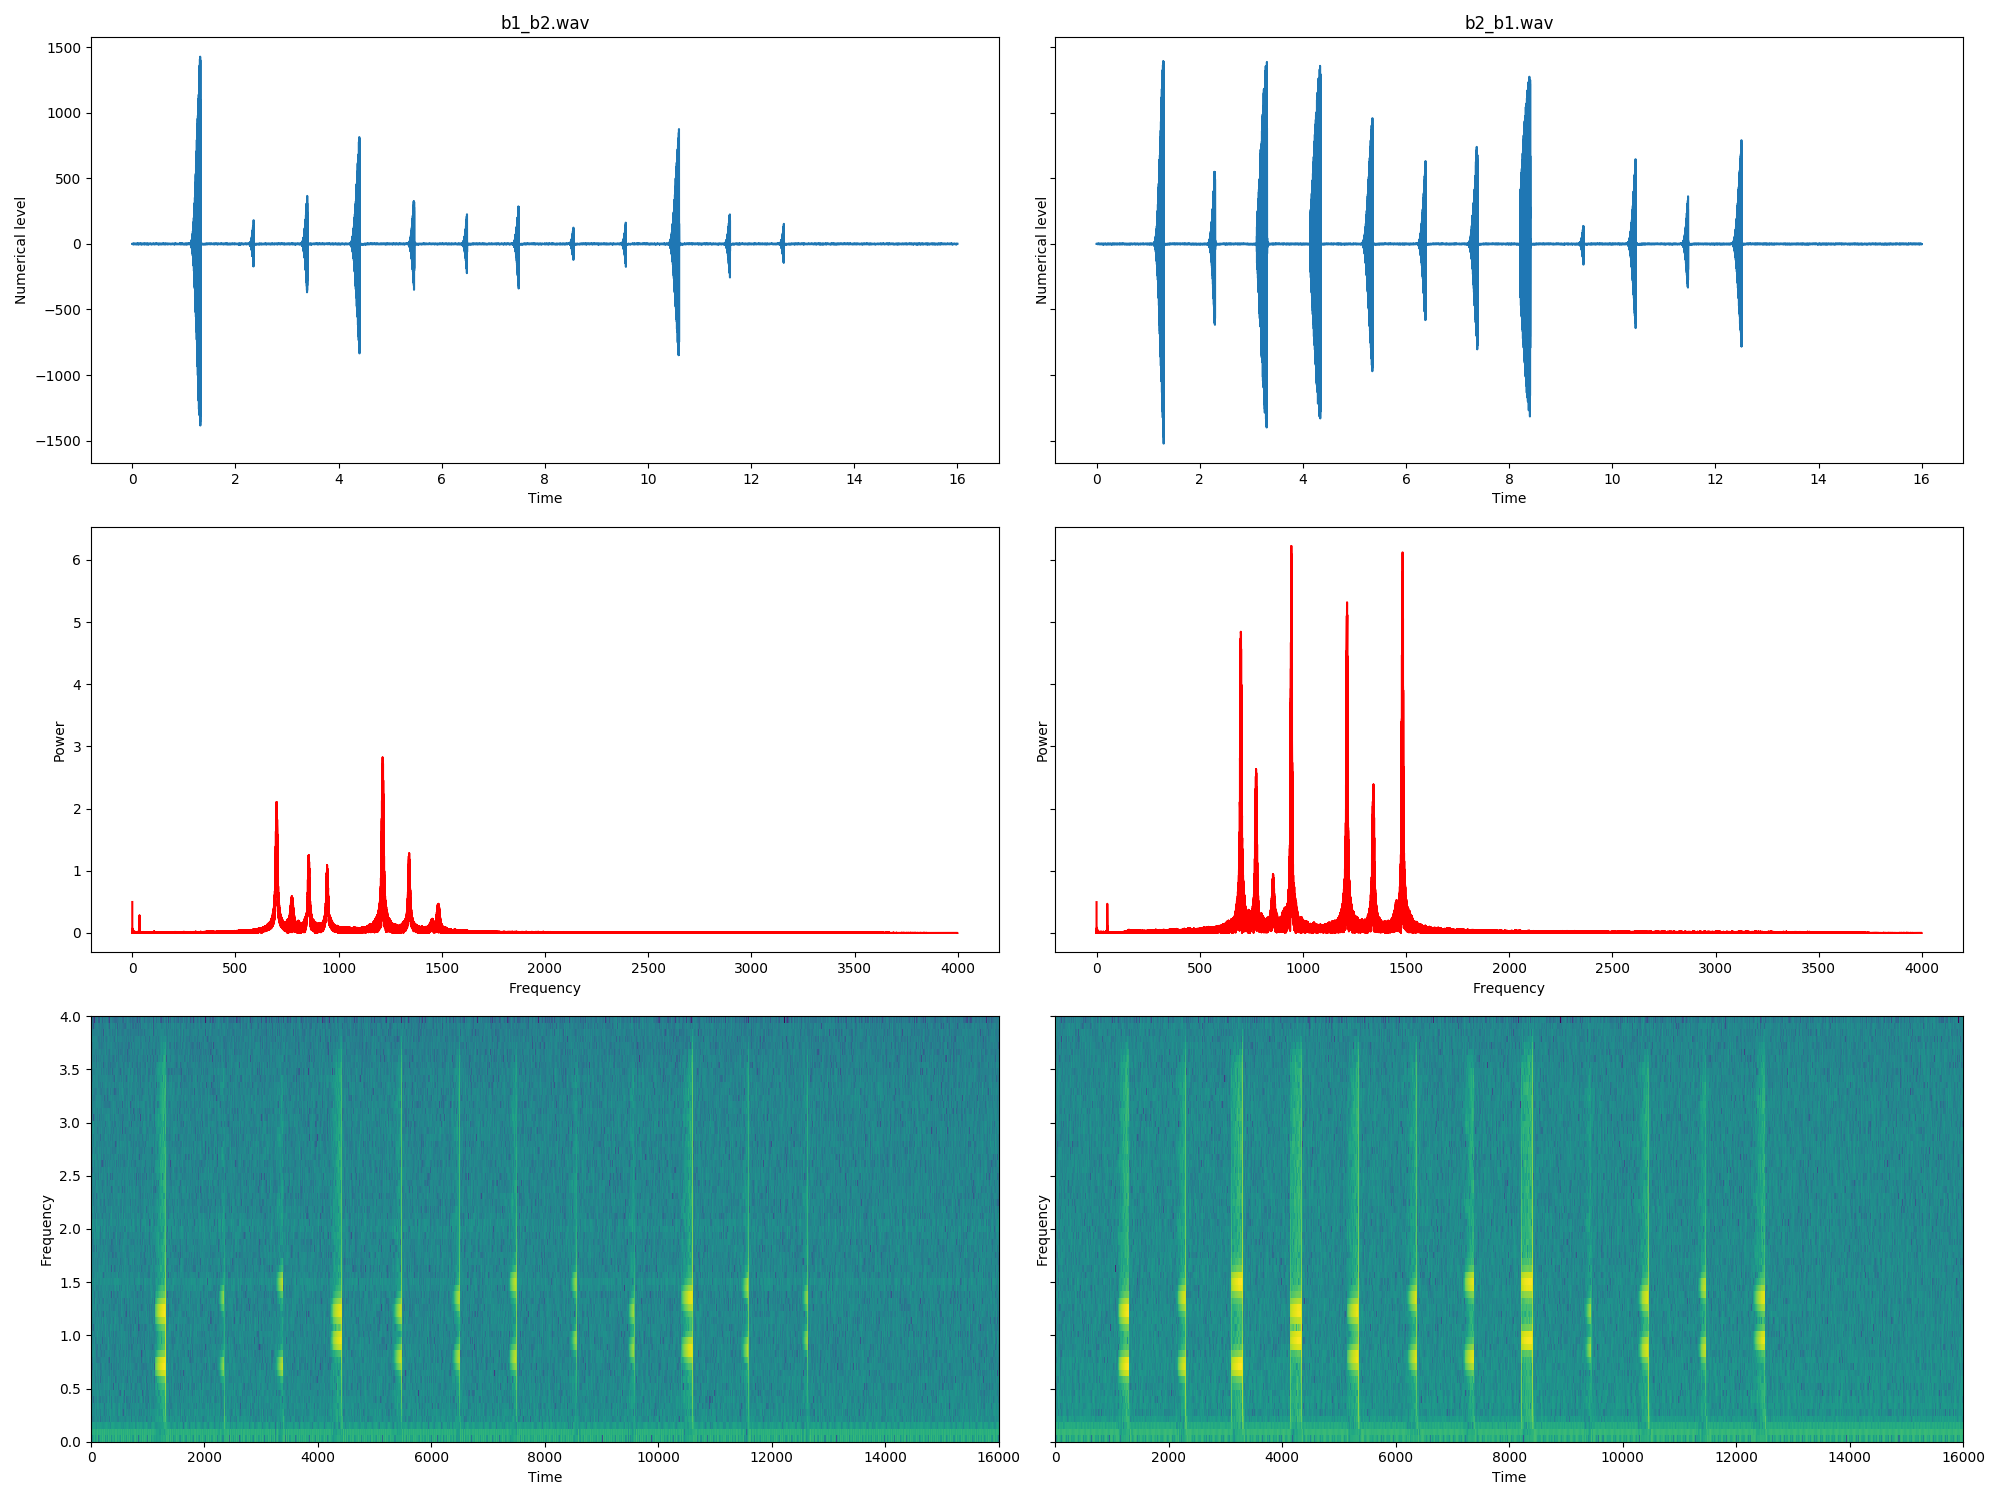 b1_b2.wav
b2_b1.wav
1500
1000
500
0
−500
−1000
−1500
Numerical level
Numerical level
0 2 4 6 8 10 12 14 16
0 2 4 6 8 10 12 14 16
Time
Time
6
5
4
3
2
1
0
Power
Power
0 500 1000 1500 2000 2500 3000 3500 4000
0 500 1000 1500 2000 2500 3000 3500 4000
Frequency
Frequency
4.0
3.5
3.0
2.5
2.0
1.5
1.0
0.5
0.0
Frequency
Frequency
0 2000 4000 6000 8000 10000 12000 14000 16000
0 2000 4000 6000 8000 10000 12000 14000 16000
Time
Time